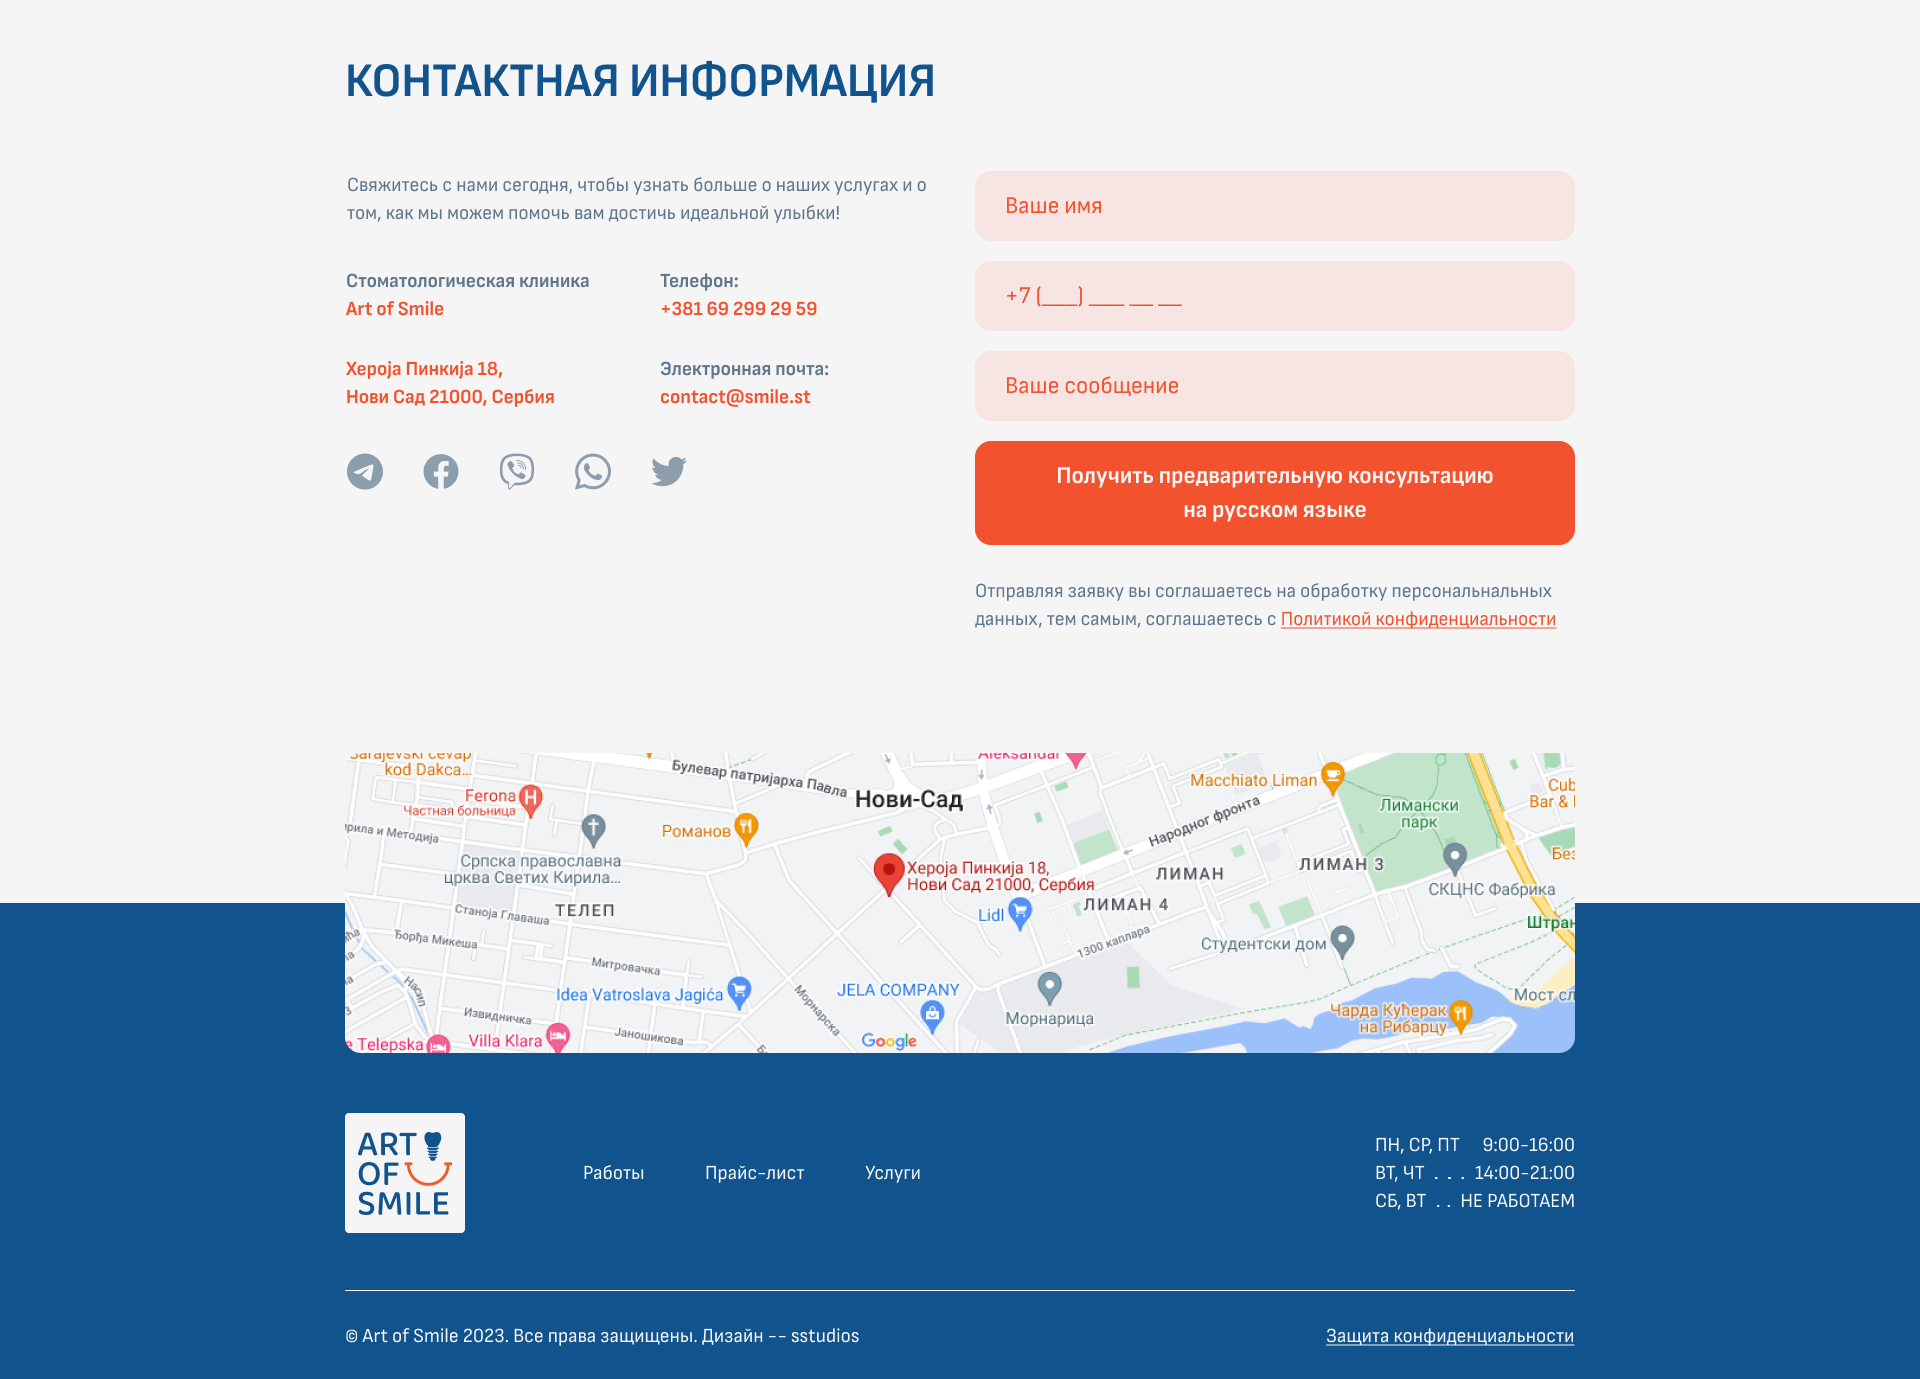 КОНТАКТНАЯ ИНФОРМАЦИЯ
Свяжитесь с нами сегодня, чтобы узнать больше о наших услугах и о
том, как мы можем помочь вам достичь идеальной улыбки!
Стоматологическая клиника
Art of Smile
Телефон:
+381 69 299 29 59
Хероја Пинкија 18,
Нови Сад 21000, Сербия
Электронная почта:
contact@smile.st
Ваше имя
+7 (___) ___ __ __
Ваше сообщение
Получить предварительную консультацию
на русском языке
Отправляя заявку вы соглашаетесь на обработку персональнальных
данных, тем самым, соглашаетесь с Политикой конфиденциальности
Sarajevski ćevap
kod Dakca...
Ferona
Частная больница
Булевар патријарха Павла
Нови-Сад
Aleksandar
Macchiato Liman
Народног фронта
Лимански
парк
Cub
Bar &
Романов
Српска православна
црква Светих Кирила...
рила и Методија
Хероја Пинкија 18,
Нови Сад 21000, Сербия
ЛИМАН
ЛИМАН 3
Без
СКЦНС Фабрика
ТЕЛЕП
Станоја Главаша
Lidl
ЛИМАН 4
Штран
Ђорђа Микеша
1300 каплара
Студентски дом
Митровачка
Idea Vatroslava Jagića
Насип
Морнарска
JELA COMPANY
Морнарица
Мост сл
Чарда Кућерак
на Рибарцу
Извидничка
Јаношикова
Villa Klara
e Telepska
Google
ART
OF
SMILE
Работы
Прайс-лист
Услуги
ПН, СР, ПТ 9:00-16:00
ВТ, ЧТ . . . 14:00-21:00
СБ, ВТ . . НЕ РАБОТАЕМ
© Art of Smile 2023. Все права защищены. Дизайн -- sstudios
Защита конфиденциальности